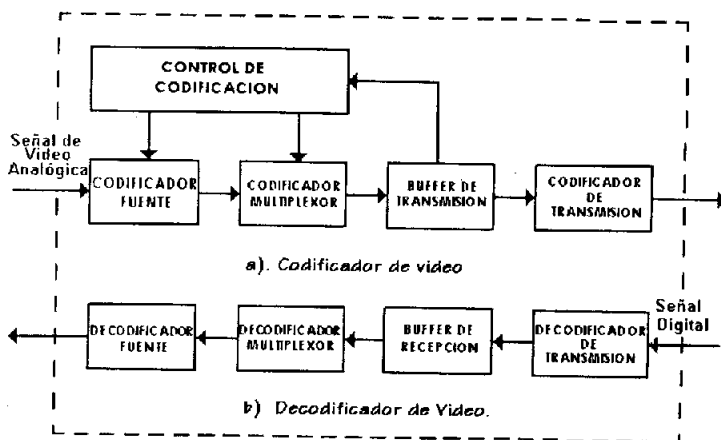 CONTROL DE
CODIFICACION
Señal de
Video
Analógica
CODIFICADOR
FUENTE
CODIFICADOR
MULTIPLEXOR
BUFFER DE
TRANSMISION
CODIFICADOR
DE
TRANSMISION
a). Codificador de video
DECODIFICADOR
FUENTE
DECODIFICADOR
MULTIPLEXOR
BUFFER DE
RECEPCION
DECODIFICADOR
DE
TRANSMISION
Señal
Digital
b) Decodificador de Video.